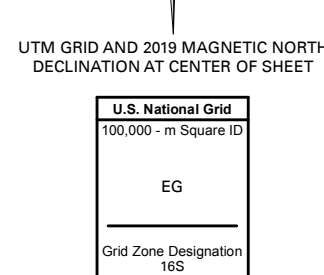 UTM GRID AND 2019 MAGNETIC NORTH
DECLINATION AT CENTER OF SHEET
U.S. National Grid
100,000 - m Square ID
EG
Grid Zone Designation
16S